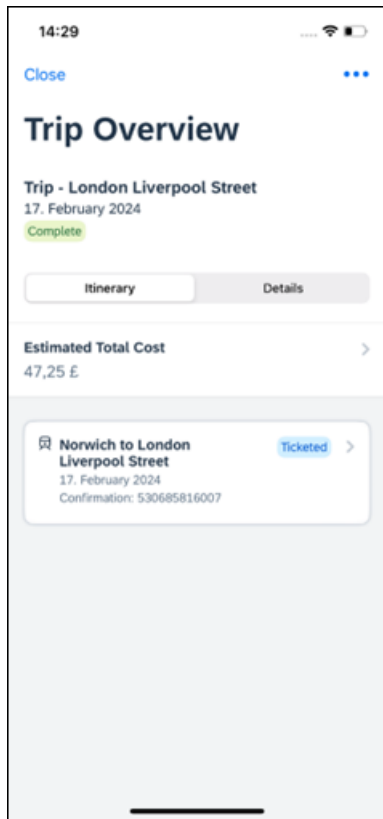 14:29
Close
Trip Overview
Trip - London Liverpool Street
17. February 2024
Complete
Itinerary Details
Estimated Total Cost
47,25 £
Norwich to London Ticketed
Liverpool Street
17. February 2024
Confirmation: 530685816007